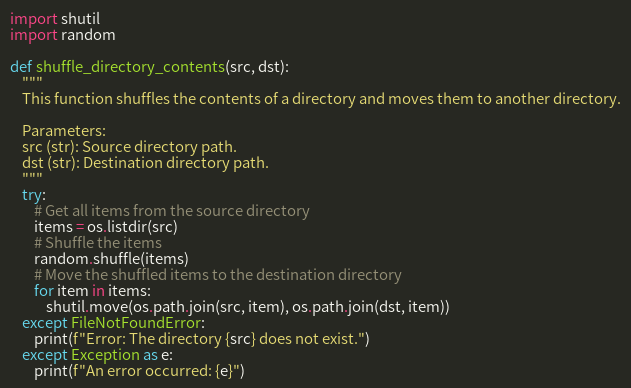 import shutil
import random

def shuffle_directory_contents(src, dst):
    """
    This function shuffles the contents of a directory and moves them to another directory.

    Parameters:
    src (str): Source directory path.
    dst (str): Destination directory path.
    """
    try:
        # Get all items from the source directory
        items = os.listdir(src)
        # Shuffle the items
        random.shuffle(items)
        # Move the shuffled items to the destination directory
        for item in items:
            shutil.move(os.path.join(src, item), os.path.join(dst, item))
    except FileNotFoundError:
        print(f"Error: The directory {src} does not exist.")
    except Exception as e:
        print(f"An error occurred: {e}")